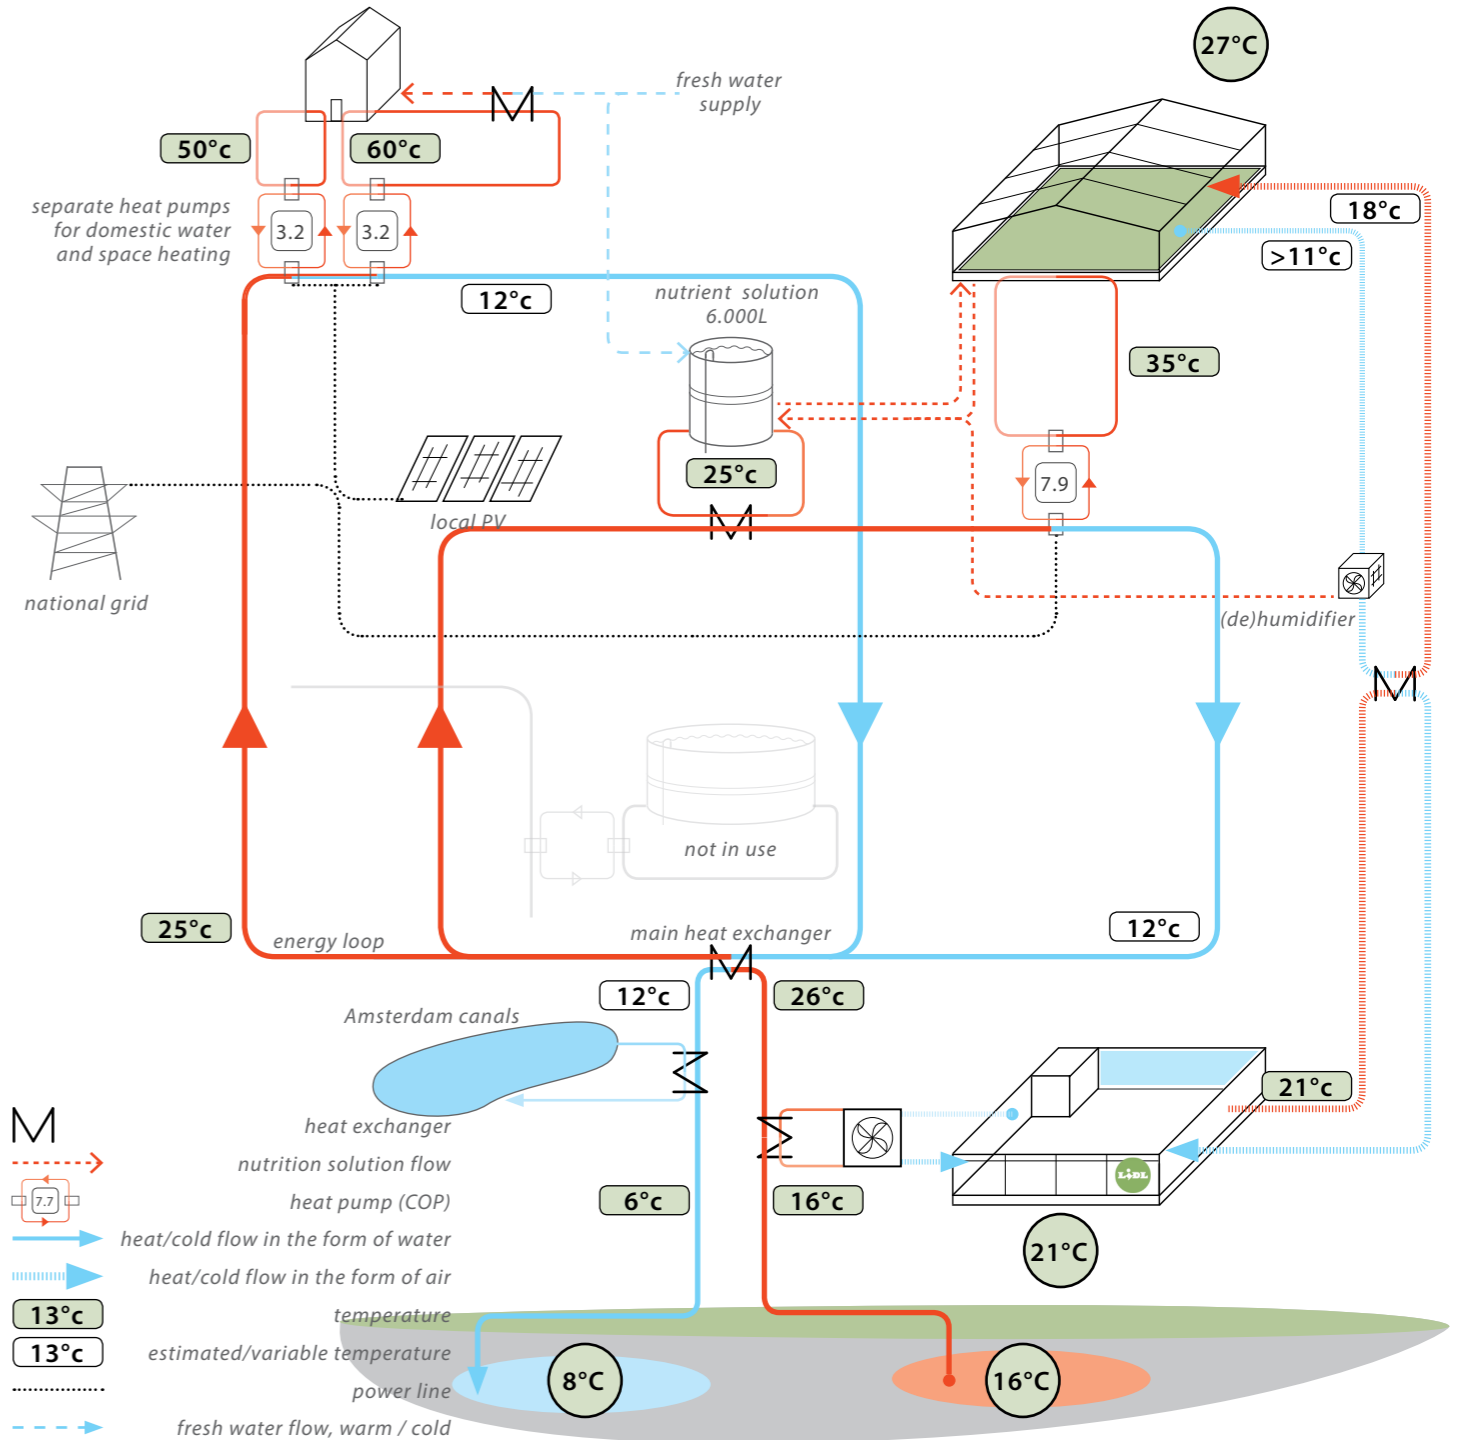 27°C
fresh water
supply
50°c
60°c
separate heat pumps
for domestic water
and space heating
3.2
3.2
18°c
>11°c
12°c
nutrient solution
6.000L
35°c
25°c
7.9
local PV
national grid
(de)humidifier
not in use
25°c
energy loop
main heat exchanger
12°c
12°c
26°c
Amsterdam canals
21°c
heat exchanger
nutrition solution flow
7.7
heat pump (COP)
6°c
16°c
LiDL
heat/cold flow in the form of water
21°C
heat/cold flow in the form of air
13°c
temperature
13°c
estimated/variable temperature
8°C
16°C
power line
fresh water flow, warm / cold